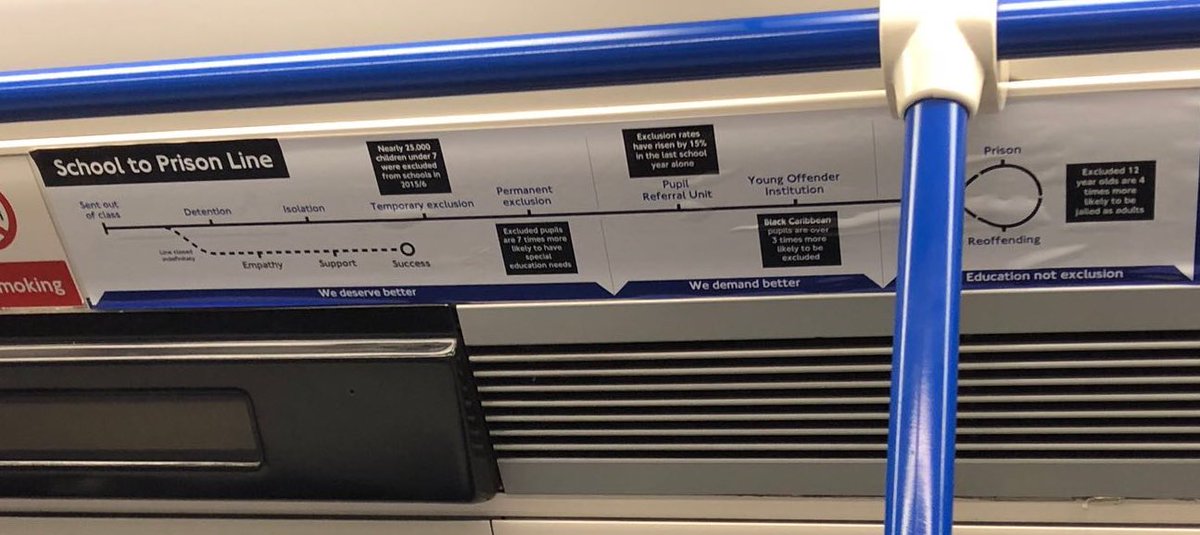 School to Prison Line
Sent out
of class
Detention
Isolation
Temporary exclusion
Nearly 25,000
children under 7
were excluded
from schools in
2015/6
Permanent
exclusion
Excluded pupils
are 7 times more
likely to have
special
education needs
Exclusion rates
have risen by 15%
in the last school
year alone
Pupil
Referral Unit
Young Offender
Institution
Black Caribbean
pupils are over
3 times more
likely to be
excluded
Prison
Reoffending
Excluded 12
year olds are 4
times more
likely to be
jailed as adults
Line closed
indefinitely
Empathy
Support
Success
We deserve better
We demand better
Education not exclusion
moking